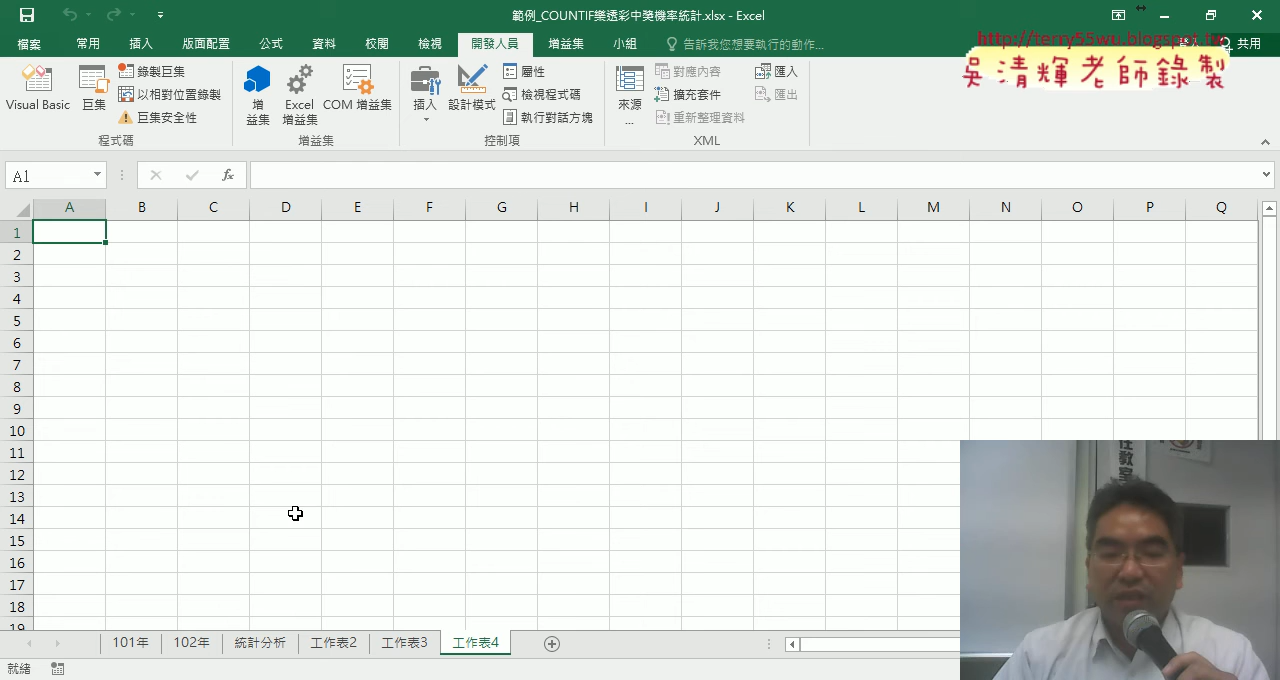 範例_COUNTIF樂透彩中獎機率統計.xlsx - Excel
檔案 常用 插入 版面配置 公式 資料 校閱 檢視 開發人員 增益集 小組 告訴我您想要執行的動作... 共用
http://terry55wu.blogspot.tw
吳清輝老師錄製
Visual Basic
巨集
錄製巨集
以相對位置錄製
巨集安全性
程式碼
增
益集
Excel
增益集
COM 增益集
增益集
插入
設計模式
屬性
檢視程式碼
執行對話方塊
控制項
來源
...
對應內容
擴充套件
重新整理資料
匯入
匯出
XML
A1
fx
A B C D E F G H I J K L M N O P Q
1
2
3
4
5
6
7
8
9
10
11
12
13
14
15
16
17
18
19
101年 102年 統計分析 工作表2 工作表3 工作表4
就緒